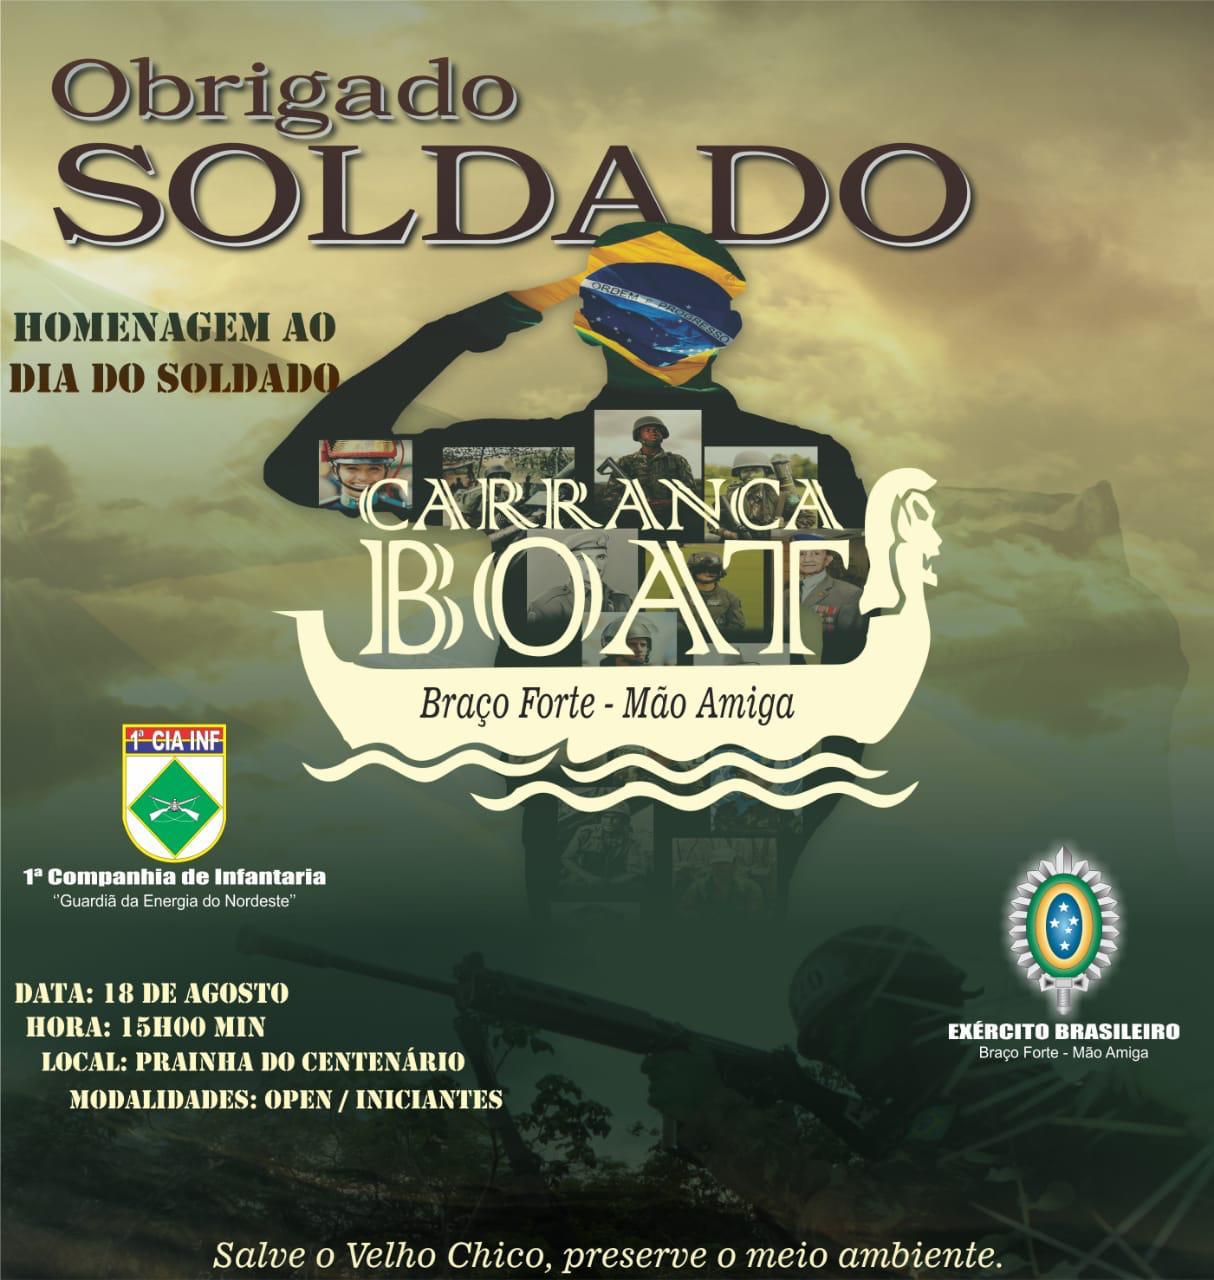 Obrigado
SOLDADO
ORDEM E PROGRESSO
HOMENAGEM AO
DIA DO SOLDADO
CARRANCA
BOAT
Braço Forte - Mão Amiga
1ª CIA INF
1ª Companhia de Infantaria
‘‘Guardiã da Energia do Nordeste’’
DATA: 18 DE AGOSTO
HORA: 15H00 MIN
LOCAL: PRAINHA DO CENTENÁRIO
MODALIDADES: OPEN / INICIANTES
EXÉRCITO BRASILEIRO
Braço Forte - Mão Amiga
Salve o Velho Chico, preserve o meio ambiente.